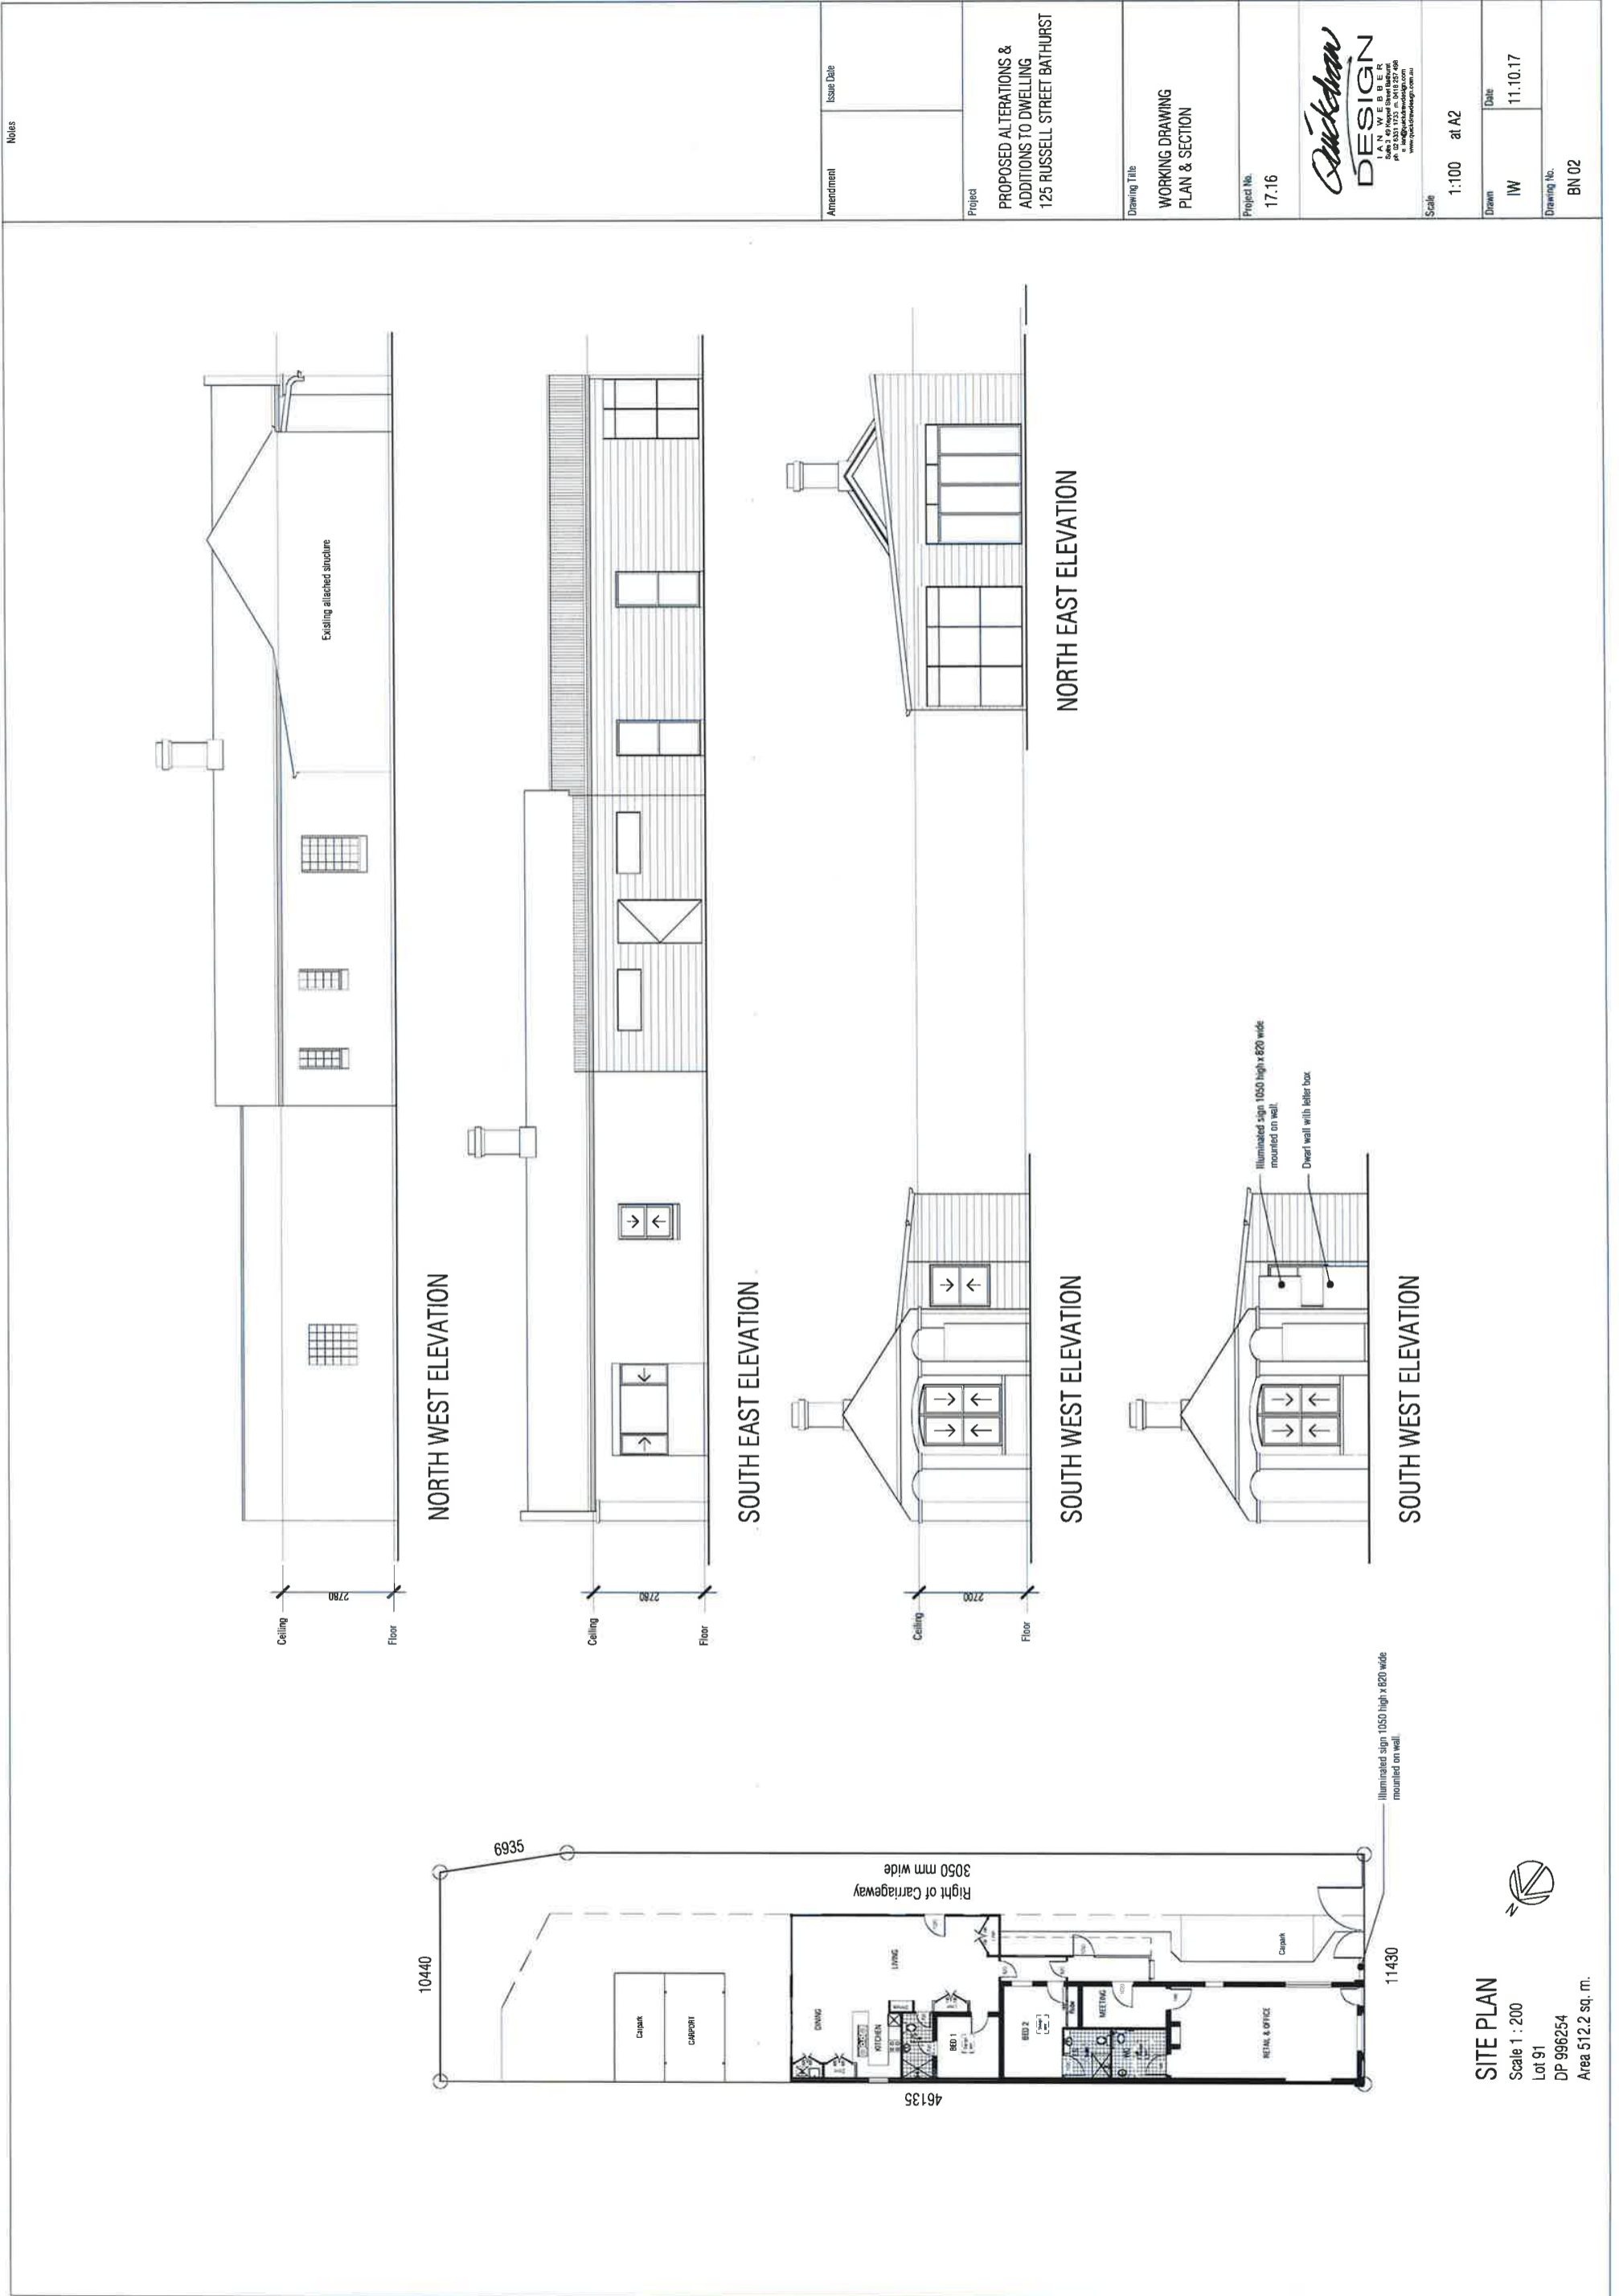 Notes
Amendment
Issue Date
Project
PROPOSED ALTERATIONS &
ADDITIONS TO DWELLING
125 RUSSELL STREET BATHURST
Drawing Title
WORKING DRAWING
PLAN & SECTION
Project No.
17.16
Quickdraw
DESIGN
IAN WEBBER
Scale
1:100 at A2
Drawn
IW
Date
11.10.17
Drawing No.
BN 02
Existing attached structure
Ceiling
2780
Floor
NORTH WEST ELEVATION
Ceiling
2780
Floor
SOUTH EAST ELEVATION
Ceiling
2700
Floor
SOUTH WEST ELEVATION
NORTH EAST ELEVATION
Illuminated sign 1050 high x 820 wide
mounted on wall.
Dwarf wall with letter box
SOUTH WEST ELEVATION
6935
10440
46135
11430
Right of Carriageway
3050 mm wide
Carpark
CARPORT
DINING
LIVING
KITCHEN
BED 1
BED 2
MEETING
RETAIL & OFFICE
Carpark
Illuminated sign 1050 high x 820 wide
mounted on wall.
N
SITE PLAN
Scale 1 : 200
Lot 91
DP 996254
Area 512.2 sq. m.